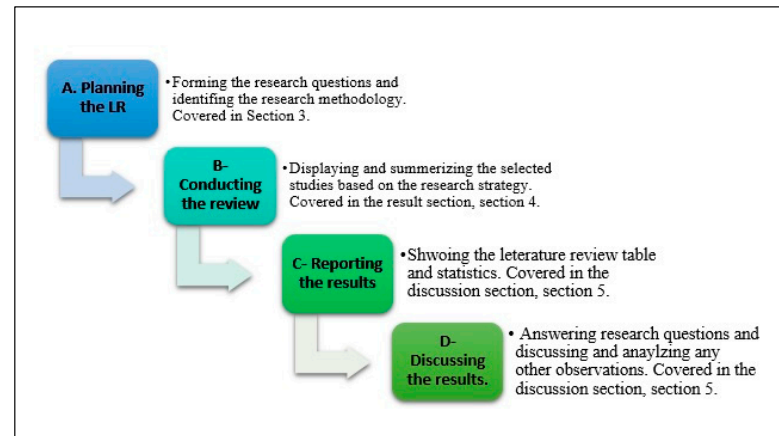 A. Planning
the LR
•Forming the research questions and
identifing the research methodology.
Covered in Section 3.
B-
Conducting
the review
•Displaying and summerizing the selected
studies based on the research strategy.
Covered in the result section, section 4.
C- Reporting
the results
•Shwoing the leterature review table
and statistics. Covered in the
discussion section, section 5.
D-
Discussing
the results.
• Answering research questions and
discussing and anaylzing any
other observations. Covered in the
discussion section, section 5.